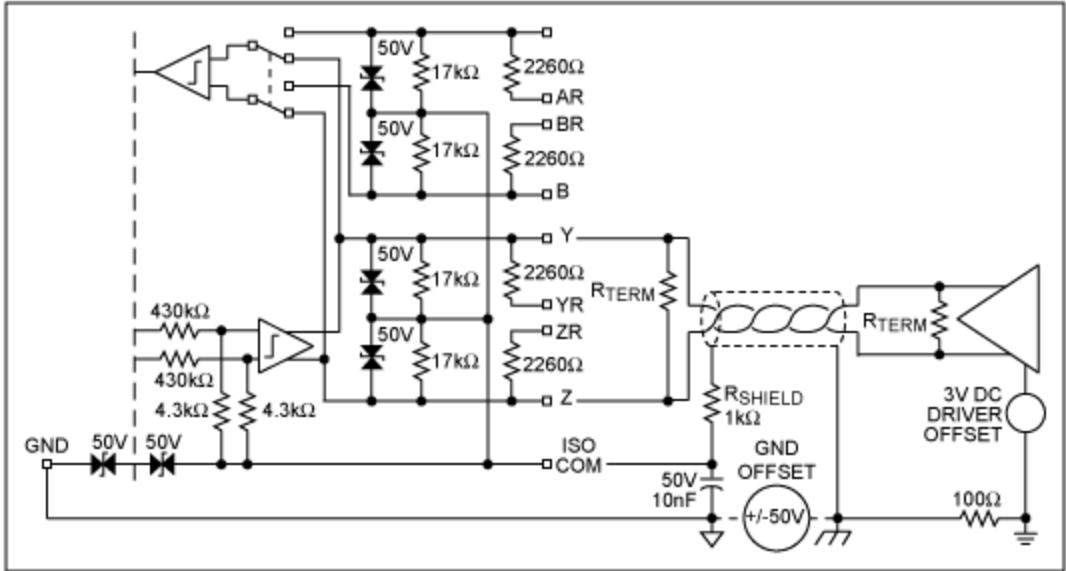 50V
17kΩ
2260Ω
AR
BR
50V
17kΩ
2260Ω
B
Y
50V
17kΩ
2260Ω
RTERM
YR
ZR
RTERM
430kΩ
50V
17kΩ
2260Ω
430kΩ
4.3kΩ
4.3kΩ
Z
RSHIELD
1kΩ
3V DC
DRIVER
OFFSET
GND
50V
50V
ISO
COM
GND
OFFSET
50V
10nF
+/-50V
100Ω